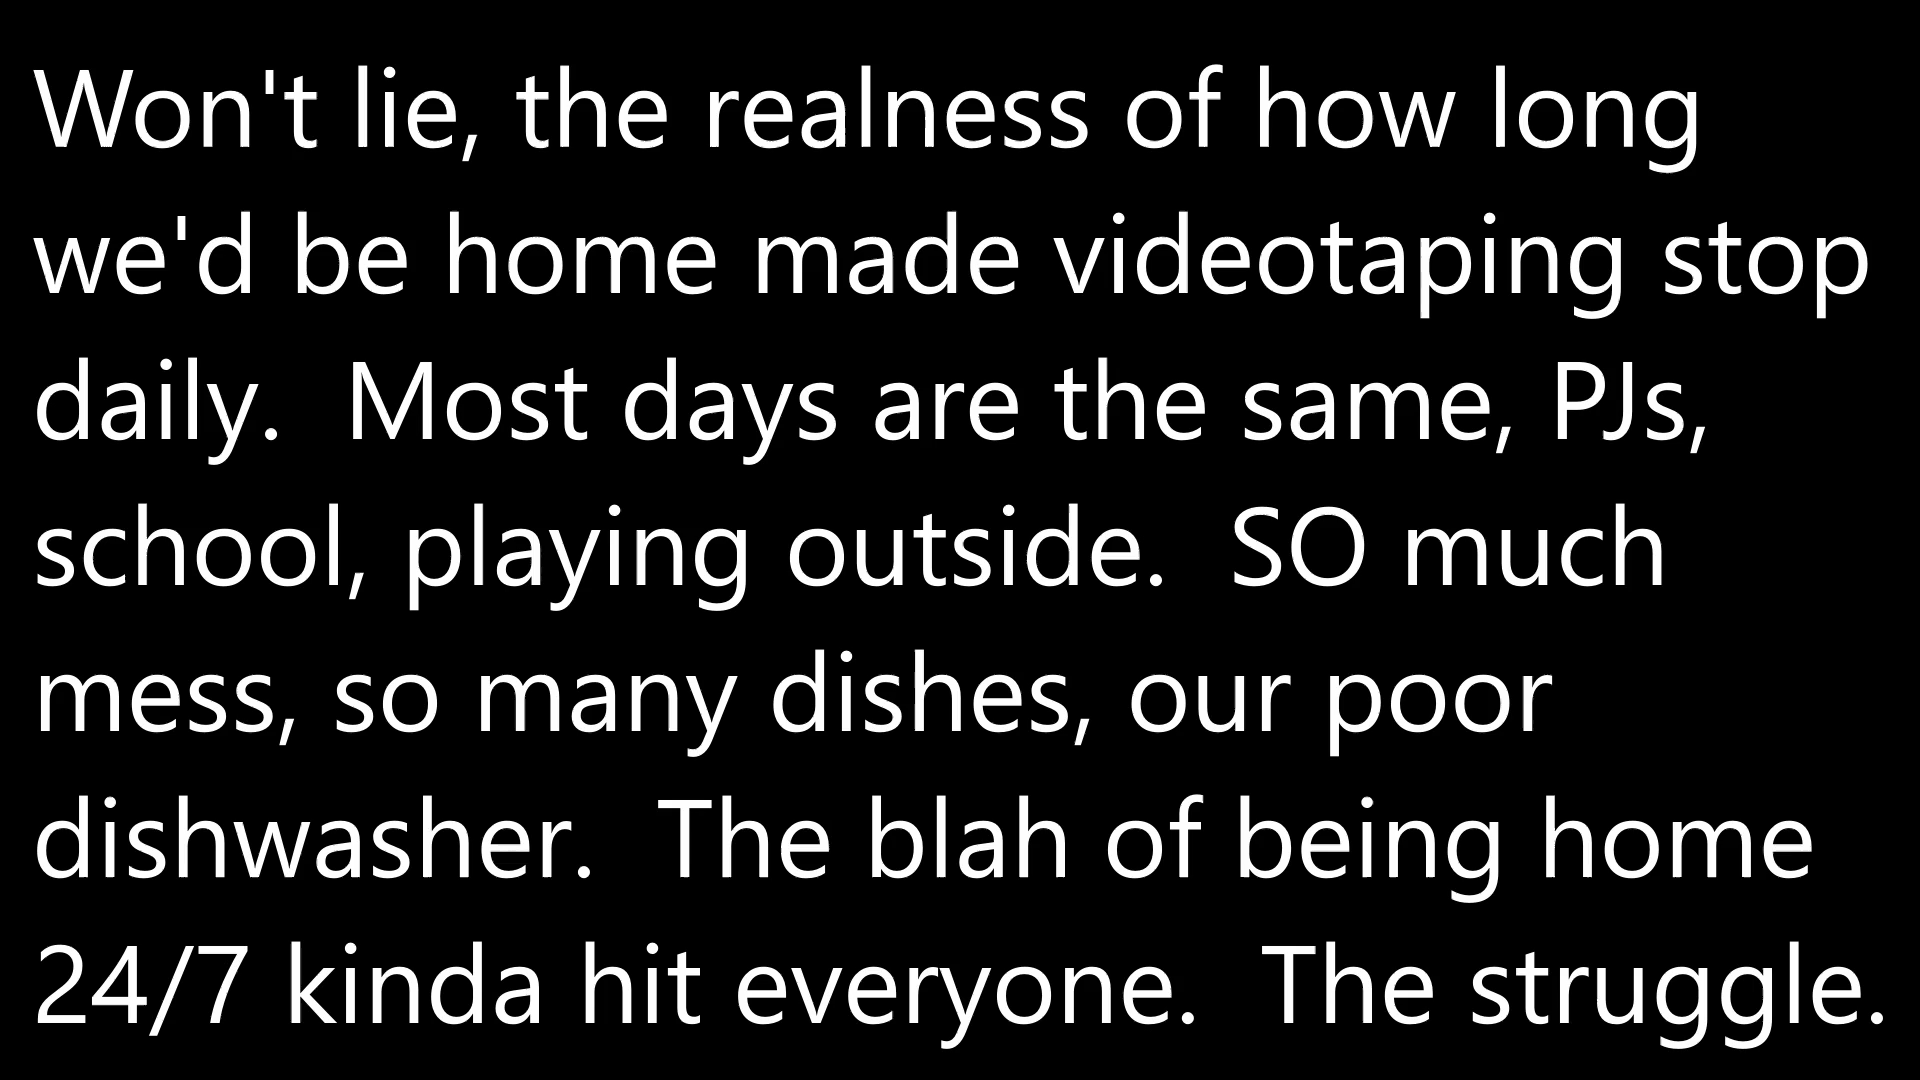 Won't lie, the realness of how long
we'd be home made videotaping stop
daily.  Most days are the same, PJs,
school, playing outside.  SO much
mess, so many dishes, our poor
dishwasher.  The blah of being home
24/7 kinda hit everyone.  The struggle.